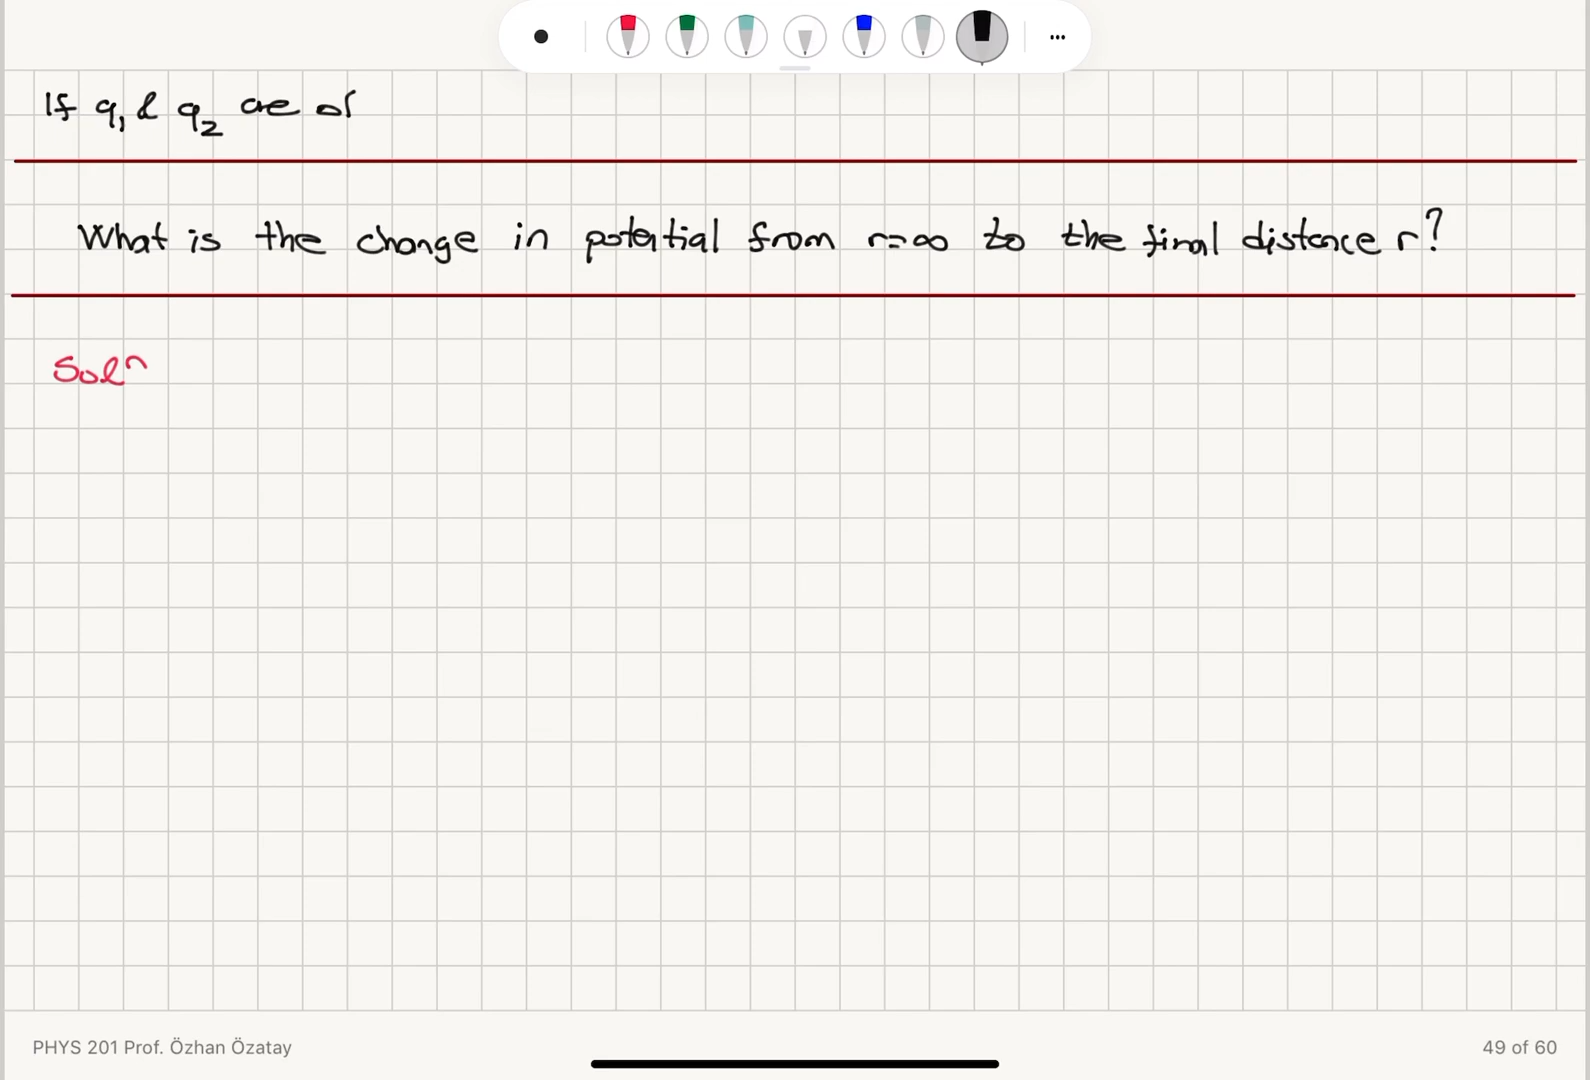 If q₁ & q₂ are of
What is the change in potential from r=∞ to the final distance r?
Solⁿ
PHYS 201 Prof. Özhan Özatay
49 of 60